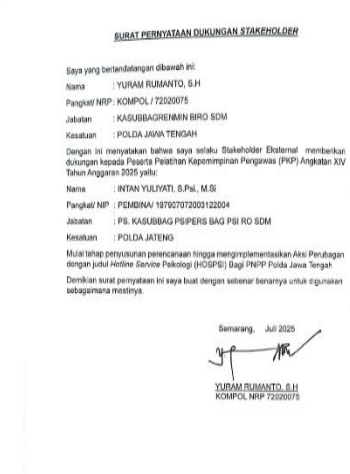 SURAT PERNYATAAN DUKUNGAN STAKEHOLDER
Saya yang bertandatangan dibawah ini:
Nama : YURAM RUMANTO, S.H
Pangkat/ NRP : KOMPOL / 72020075
Jabatan : KASUBBAGRENMIN BIRO SDM
Kesatuan : POLDA JAWA TENGAH
Dengan ini menyatakan bahwa saya selaku Stakeholder Eksternal memberikan
dukungan kepada Peserta Pelatihan Kepemimpinan Pengawas (PKP) Angkatan XIV
Tahun Anggaran 2025 yaitu:
Nama : INTAN YULIYATI, S.Psi., M.Si
Pangkat/ NIP : PEMBINA/ 197907072003122004
Jabatan : PS. KASUBBAG PSIPERS BAG PSI RO SDM
Kesatuan : POLDA JATENG
Mulai tahap penyusunan perencanaan hingga mengimplementasikan Aksi Perubagan
dengan judul Hotline Service Psikologi (HOSPSI) Bagi PNPP Polda Jawa Tengah
Demikian surat pernyataan ini saya buat dengan sebenar benarnya untuk digunakan
sebagaimana mestinya.
Semarang, Juli 2025
YURAM RUMANTO, S.H
KOMPOL NRP 72020075